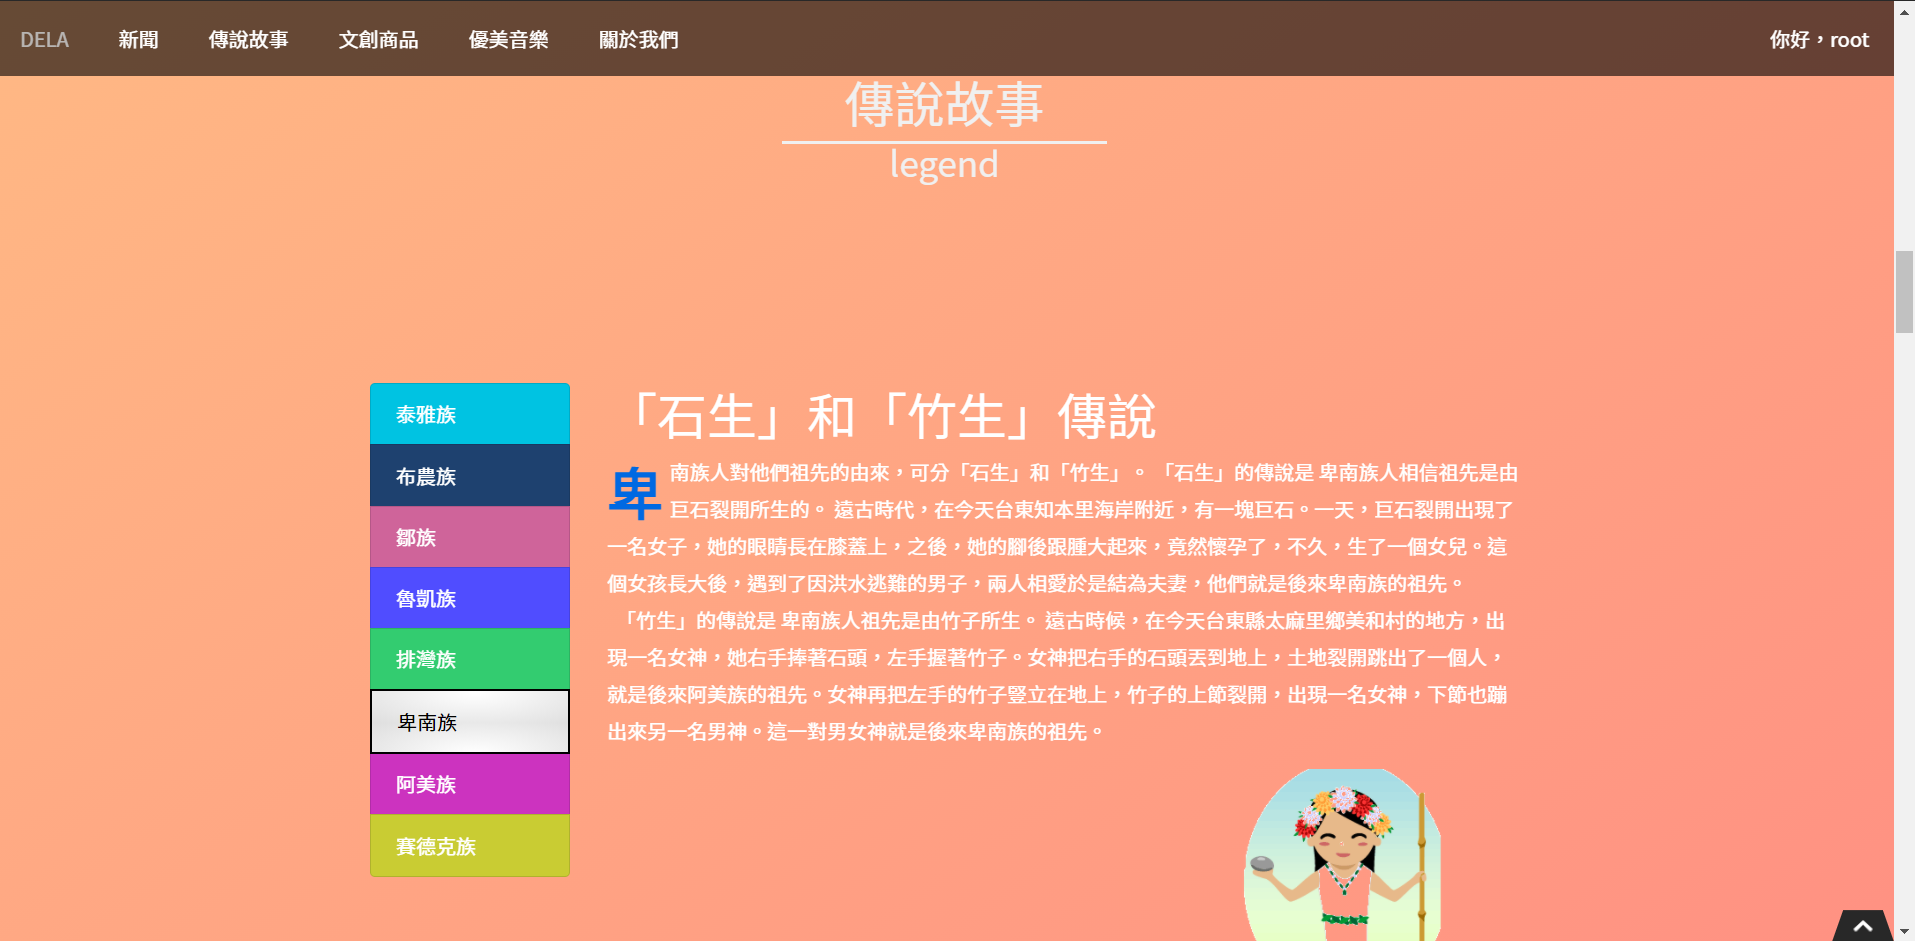 DELA 新聞 傳說故事 文創商品 優美音樂 關於我們 你好，root
傳說故事
legend
泰雅族
布農族
鄒族
魯凱族
排灣族
卑南族
阿美族
賽德克族
「石生」和「竹生」傳說
卑南族人對他們祖先的由來，可分「石生」和「竹生」。 「石生」的傳說是 卑南族人相信祖先是由
巨石裂開所生的。 遠古時代，在今天台東知本里海岸附近，有一塊巨石。一天，巨石裂開出現了
一名女子，她的眼睛長在膝蓋上，之後，她的腳後跟腫大起來，竟然懷孕了，不久，生了一個女兒。這
個女孩長大後，遇到了因洪水逃難的男子，兩人相愛於是結為夫妻，他們就是後來卑南族的祖先。
「竹生」的傳說是 卑南族人祖先是由竹子所生。 遠古時候，在今天台東縣太麻里鄉美和村的地方，出
現一名女神，她右手捧著石頭，左手握著竹子。女神把右手的石頭丟到地上，土地裂開跳出了一個人，
就是後來阿美族的祖先。女神再把左手的竹子豎立在地上，竹子的上節裂開，出現一名女神，下節也蹦
出來另一名男神。這一對男女神就是後來卑南族的祖先。